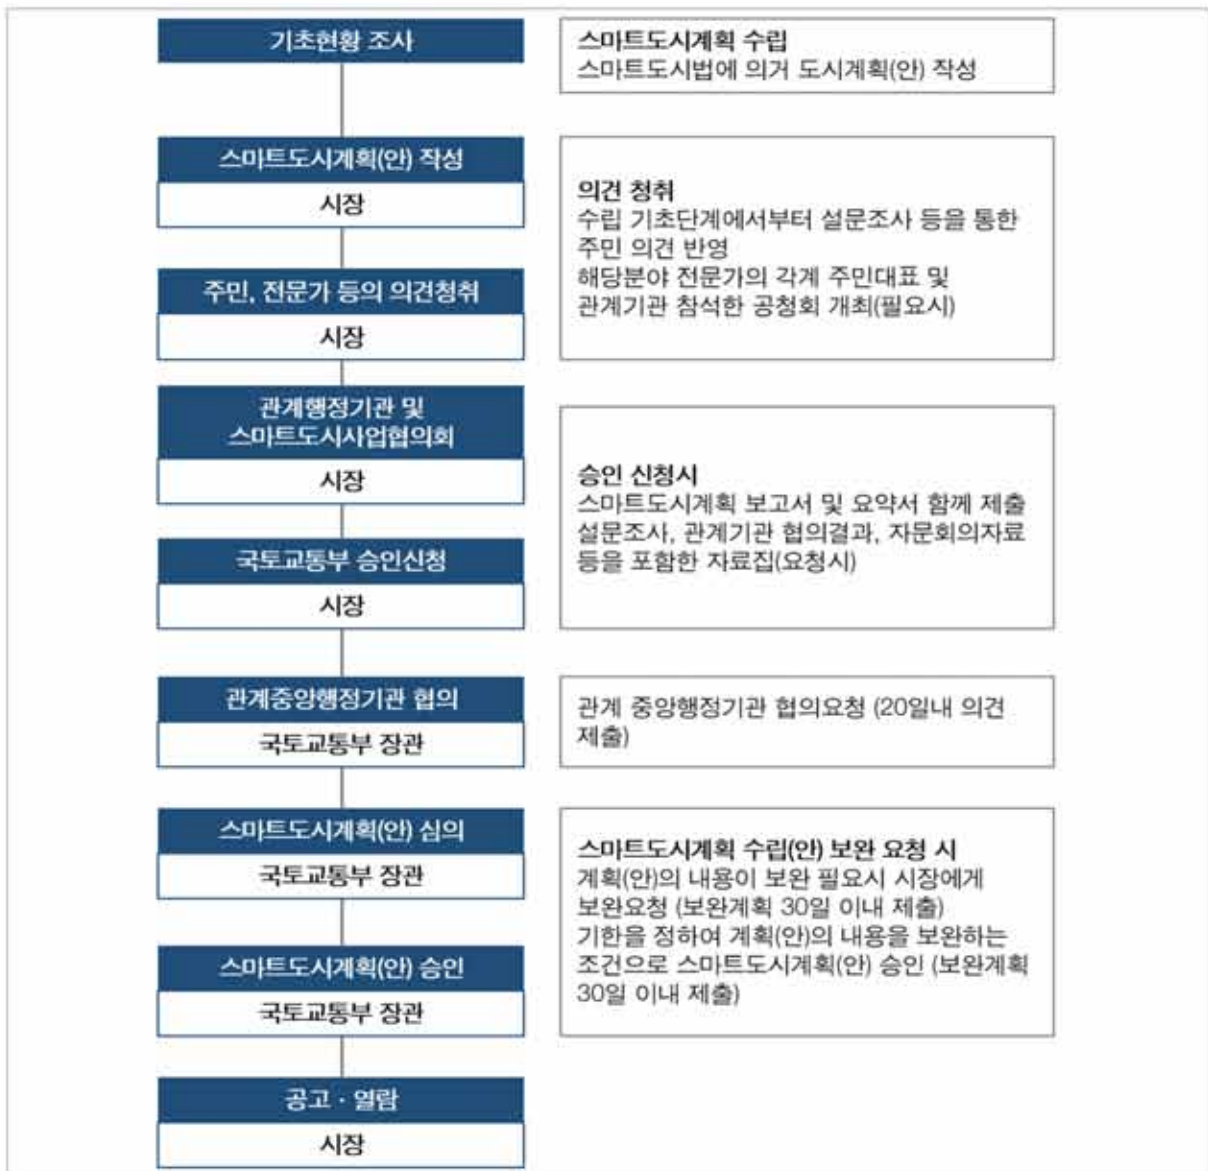 기초현황 조사
스마트도시계획 수립
스마트도시법에 의거 도시계획(안) 작성
스마트도시계획(안) 작성
시장
의견 청취
수립 기초단계에서부터 설문조사 등을 통한
주민 의견 반영
해당분야 전문가의 각계 주민대표 및
관계기관 참석한 공청회 개최(필요시)
주민, 전문가 등의 의견청취
시장
관계행정기관 및
스마트도시사업협의회
시장
승인 신청시
스마트도시계획 보고서 및 요약서 함께 제출
설문조사, 관계기관 협의결과, 자문회의자료
등을 포함한 자료집(요청시)
국토교통부 승인신청
시장
관계중앙행정기관 협의
국토교통부 장관
관계 중앙행정기관 협의요청 (20일내 의견
제출)
스마트도시계획(안) 심의
국토교통부 장관
스마트도시계획 수립(안) 보완 요청 시
계획(안)의 내용이 보완 필요시 시장에게
보완요청 (보완계획 30일 이내 제출)
기한을 정하여 계획(안)의 내용을 보완하는
조건으로 스마트도시계획(안) 승인 (보완계획
30일 이내 제출)
스마트도시계획(안) 승인
국토교통부 장관
공고 · 열람
시장